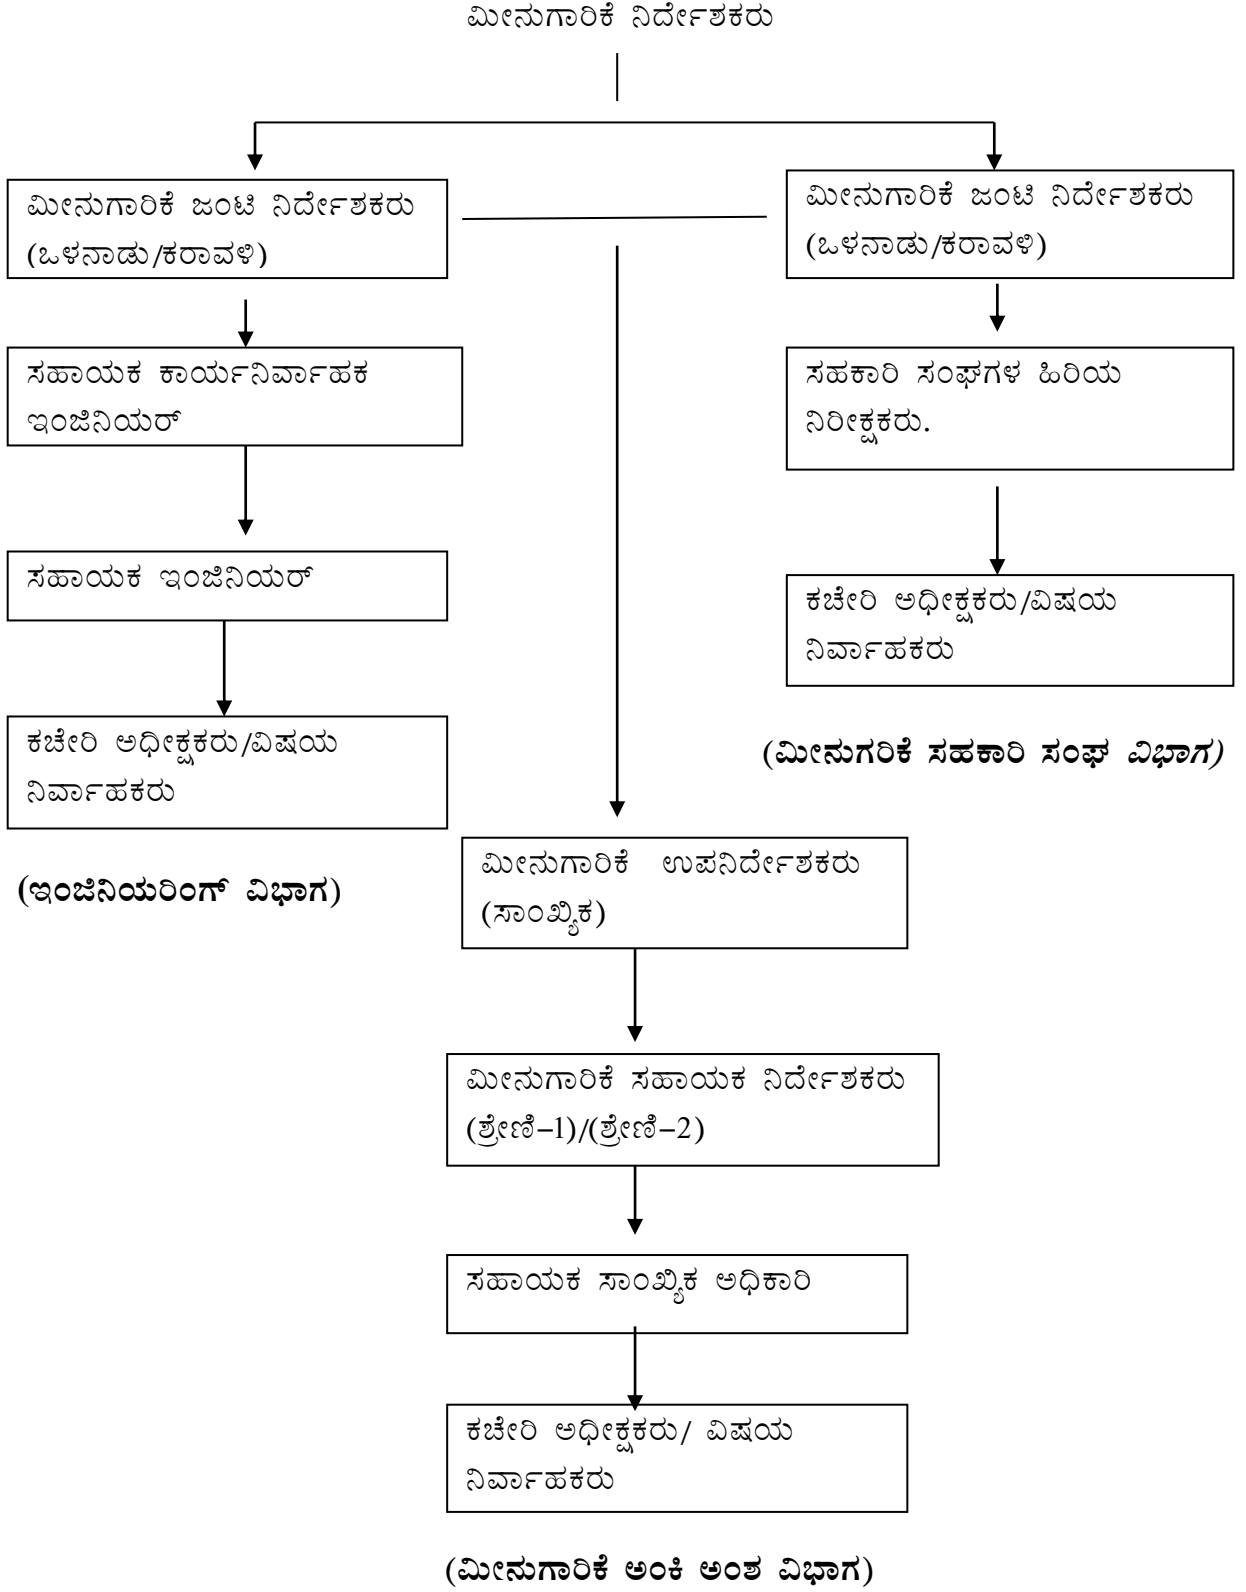 ಮೀನುಗಾರಿಕೆ ನಿರ್ದೇಶಕರು
ಮೀನುಗಾರಿಕೆ ಜಂಟಿ ನಿರ್ದೇಶಕರು
(ಒಳನಾಡು/ಕರಾವಳಿ)
ಮೀನುಗಾರಿಕೆ ಜಂಟಿ ನಿರ್ದೇಶಕರು
(ಒಳನಾಡು/ಕರಾವಳಿ)
ಸಹಾಯಕ ಕಾರ್ಯನಿರ್ವಾಹಕ
ಇಂಜಿನಿಯರ್
ಸಹಕಾರಿ ಸಂಘಗಳ ಹಿರಿಯ
ನಿರೀಕ್ಷಕರು.
ಸಹಾಯಕ ಇಂಜಿನಿಯರ್
ಕಚೇರಿ ಅಧೀಕ್ಷಕರು/ವಿಷಯ
ನಿರ್ವಾಹಕರು
ಕಚೇರಿ ಅಧೀಕ್ಷಕರು/ವಿಷಯ
ನಿರ್ವಾಹಕರು
(ಮೀನುಗರಿಕೆ ಸಹಕಾರಿ ಸಂಘ ವಿಭಾಗ)
(ಇಂಜಿನಿಯರಿಂಗ್ ವಿಭಾಗ)
ಮೀನುಗಾರಿಕೆ ಉಪನಿರ್ದೇಶಕರು
(ಸಾಂಖ್ಯಿಕ)
ಮೀನುಗಾರಿಕೆ ಸಹಾಯಕ ನಿರ್ದೇಶಕರು
(ಶ್ರೇಣಿ–1)/(ಶ್ರೇಣಿ–2)
ಸಹಾಯಕ ಸಾಂಖ್ಯಿಕ ಅಧಿಕಾರಿ
ಕಚೇರಿ ಅಧೀಕ್ಷಕರು/ ವಿಷಯ
ನಿರ್ವಾಹಕರು
(ಮೀನುಗಾರಿಕೆ ಅಂಕಿ ಅಂಶ ವಿಭಾಗ)